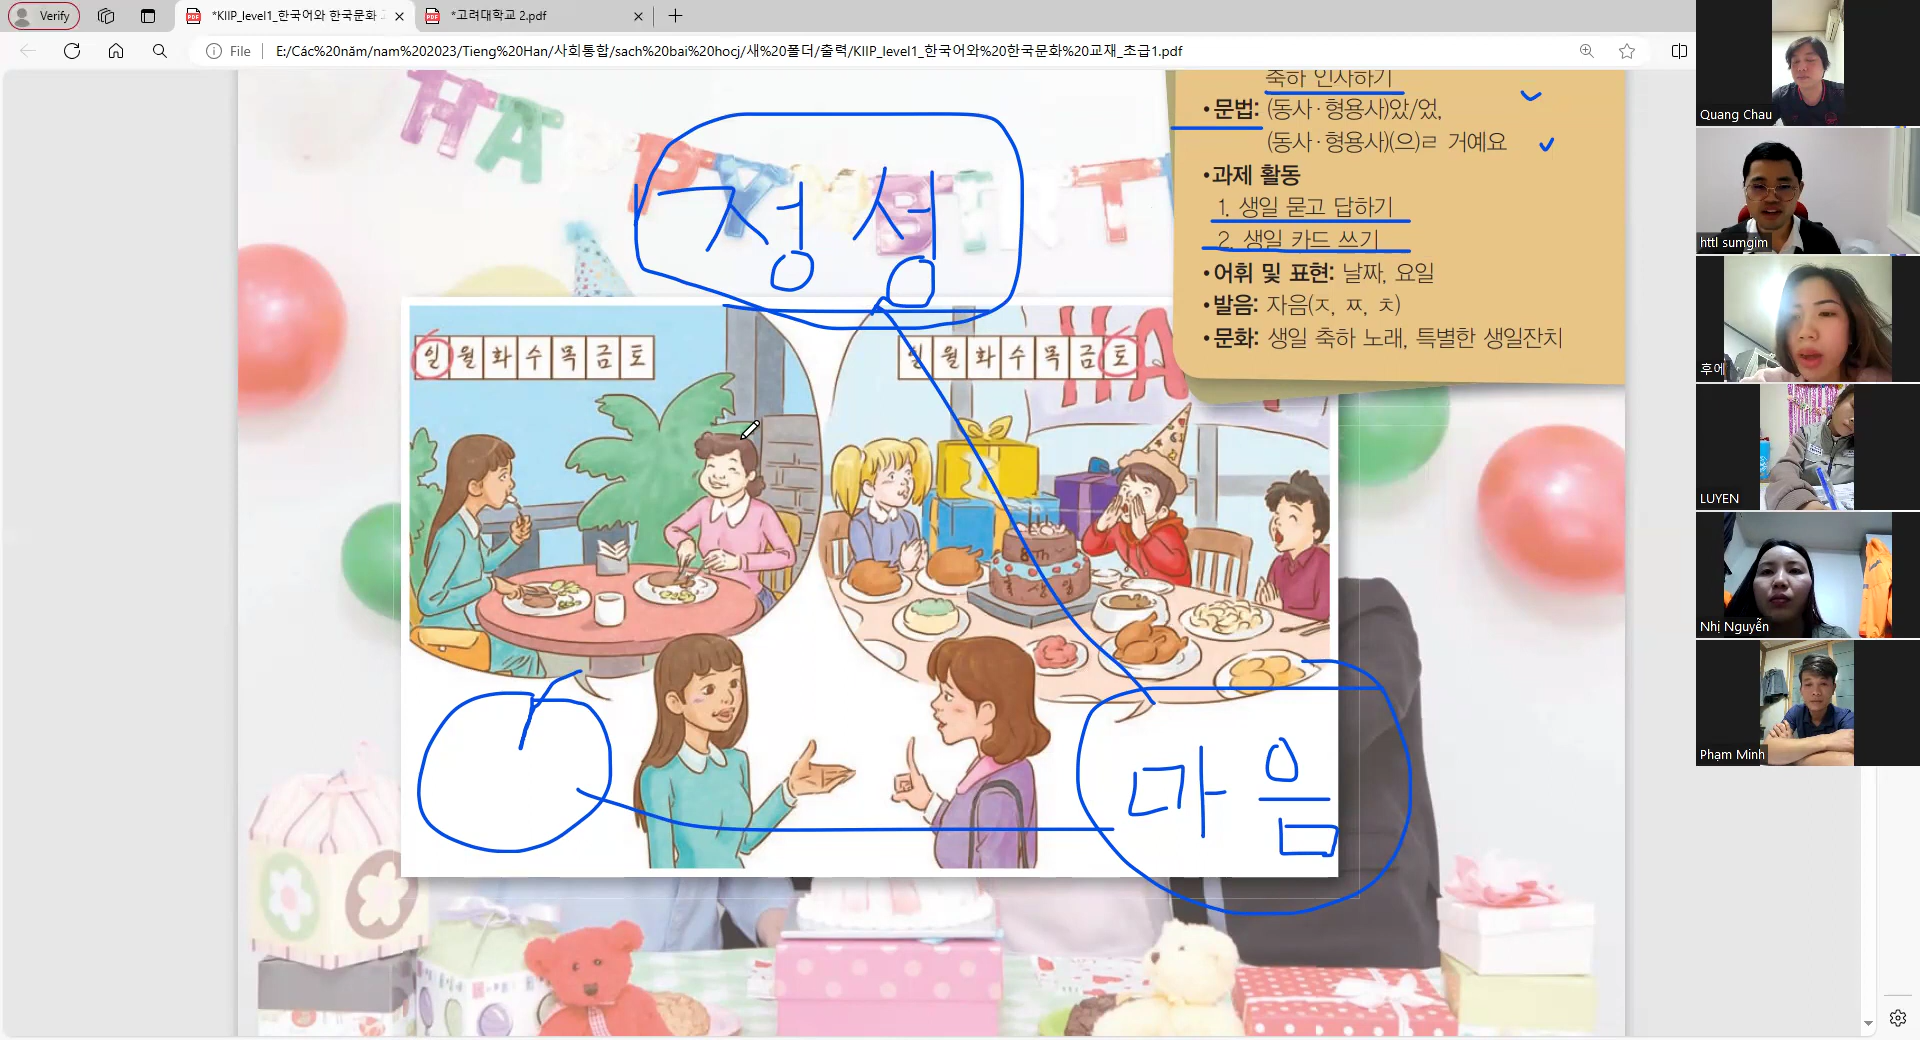 Verify
*KIIP_level1_한국어와 한국문화
*고려대학교 2.pdf
File
E:/Các%20năm/nam%202023/Tieng%20Han/사회통합/sach%20bai%20hocj/새%20폴더/출력/KIIP_level1_한국어와%20한국문화%20교재_초급1.pdf
축하 인사하기
•문법: (동사·형용사)았/었,
(동사·형용사)(으)ㄹ 거예요
•과제 활동
1. 생일 묻고 답하기
2. 생일 카드 쓰기
•어휘 및 표현: 날짜, 요일
•발음: 자음(ㅈ, ㅉ, ㅊ)
•문화: 생일 축하 노래, 특별한 생일잔치
HAPPY BIRT
정성
일 월 화 수 목 금 토
일 월 화 수 목 금 토
HA
생일
마음
Quang Chau
httl sumgim
후에
LUYEN
Nhị Nguyễn
Phạm Minh